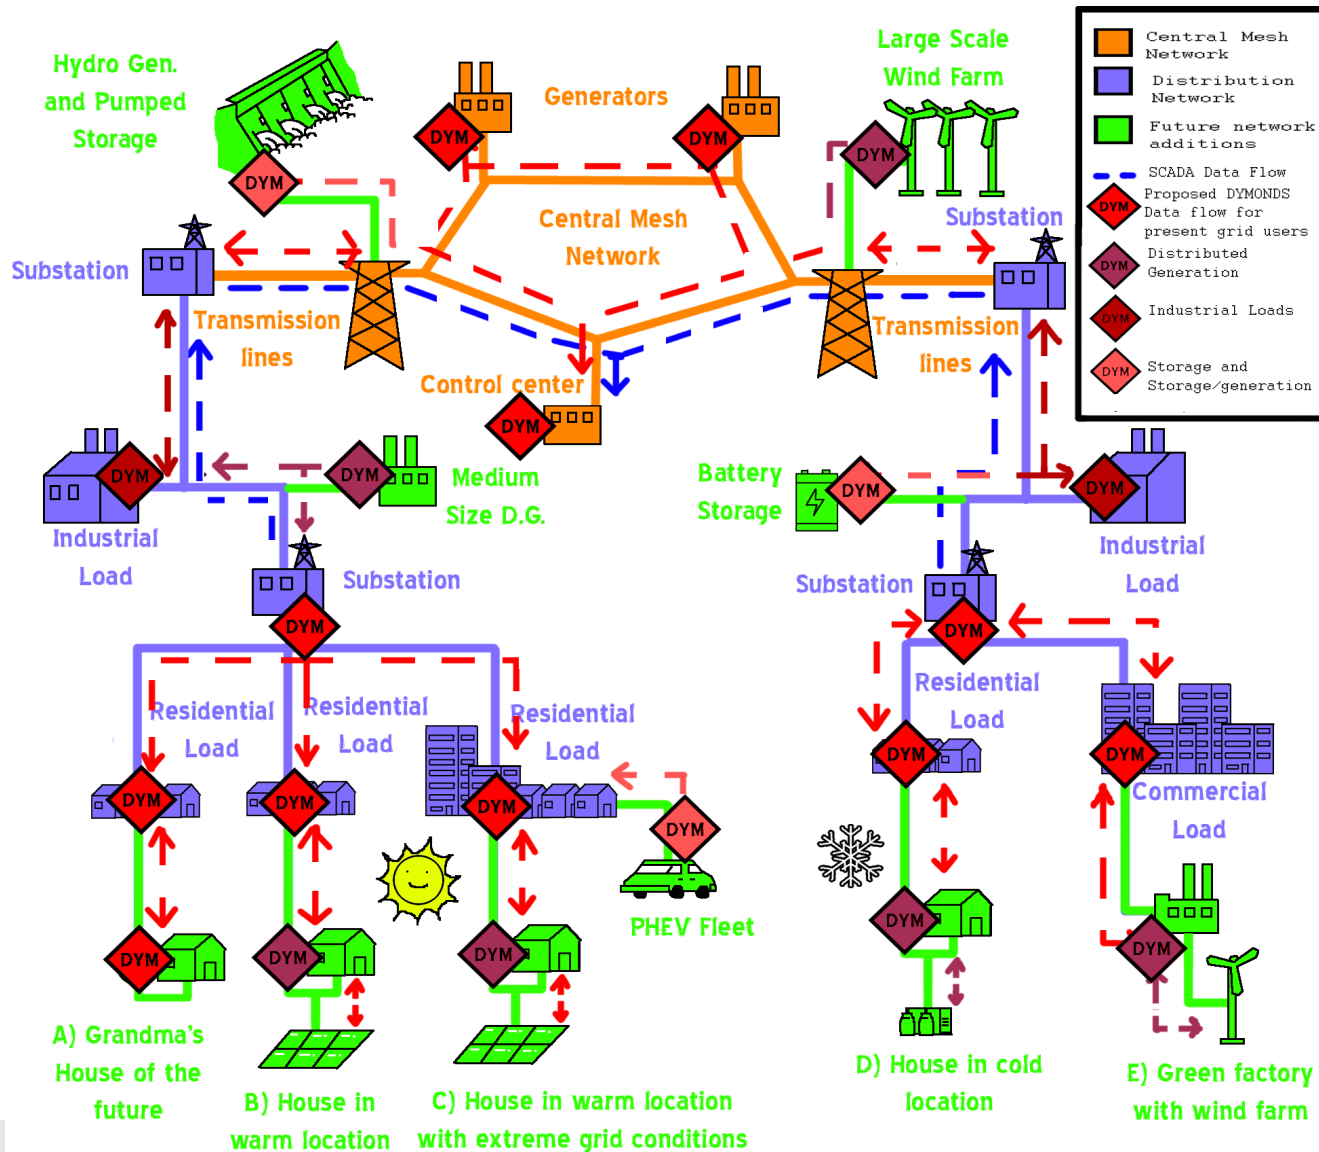 Hydro Gen.
and Pumped
Storage
DYM
DYM
Generators
DYM
Large Scale
Wind Farm
DYM
Central Mesh
Network
Distribution
Network
Future network
additions
SCADA Data Flow
DYM
Proposed DYMONDS
Data flow for
present grid users
DYM
Distributed
Generation
DYM
Industrial Loads
DYM
Storage and
Storage/generation
Substation
Central Mesh
Network
Substation
Transmission
lines
Transmission
lines
Control center
DYM
DYM
Industrial
Load
DYM
Medium
Size D.G.
Battery
Storage
DYM
DYM
Industrial
Load
Substation
DYM
Substation
DYM
Residential
Load
Residential
Load
Residential
Load
Residential
Load
DYM
DYM
DYM
DYM
PHEV Fleet
DYM
DYM
Commercial
Load
DYM
DYM
DYM
DYM
DYM
A) Grandma's
House of the
future
B) House in
warm location
C) House in warm location
with extreme grid conditions
D) House in cold
location
E) Green factory
with wind farm